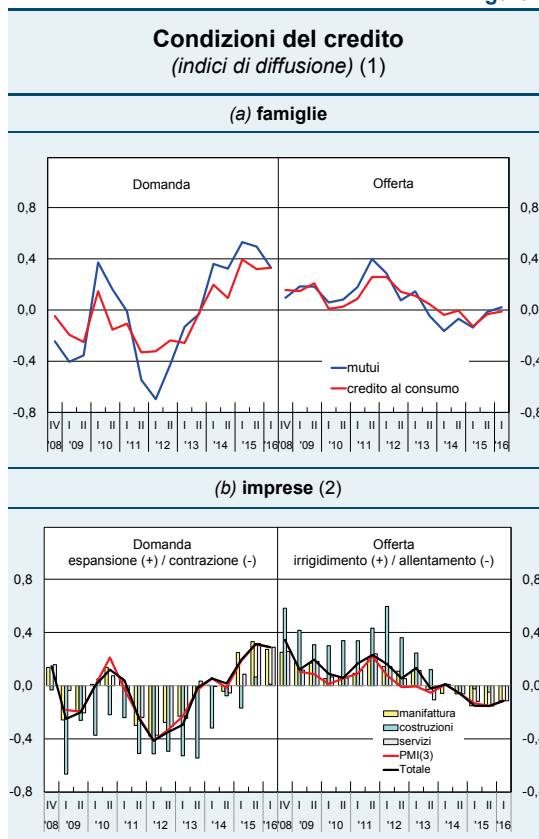 Condizioni del credito
(indici di diffusione) (1)
(a) famiglie
Domanda
Offerta
0,8
0,4
0,0
-0,4
-0,8
0,8
0,4
0,0
-0,4
-0,8
mutui
credito al consumo
IV I II I II I II I II I II I II I II I IV I II I II I II I II I II I II I II I
'08 '09 '10 '11 '12 '13 '14 '15 '16 '08 '09 '10 '11 '12 '13 '14 '15 '16
(b) imprese (2)
Domanda
espansione (+) / contrazione (-)
Offerta
irrigidimento (+) / allentamento (-)
0,8
0,4
0,0
-0,4
-0,8
0,8
0,4
0,0
-0,4
-0,8
manifattura
costruzioni
servizi
PMI(3)
Totale
IV I II I II I II I II I II I II I II I IV I II I II I II I II I II I II I II I
'08 '09 '10 '11 '12 '13 '14 '15 '16 '08 '09 '10 '11 '12 '13 '14 '15 '16